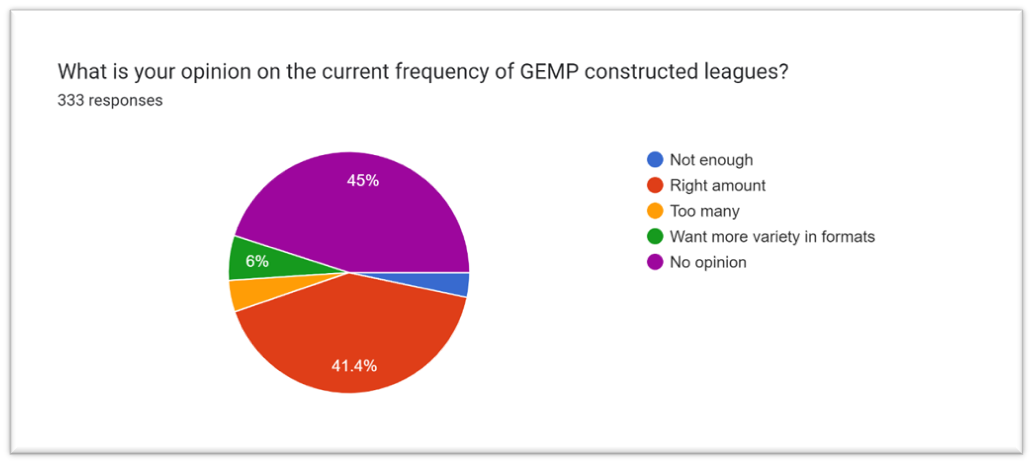 What is your opinion on the current frequency of GEMP constructed leagues?
333 responses
45%
6%
41.4%
Not enough
Right amount
Too many
Want more variety in formats
No opinion